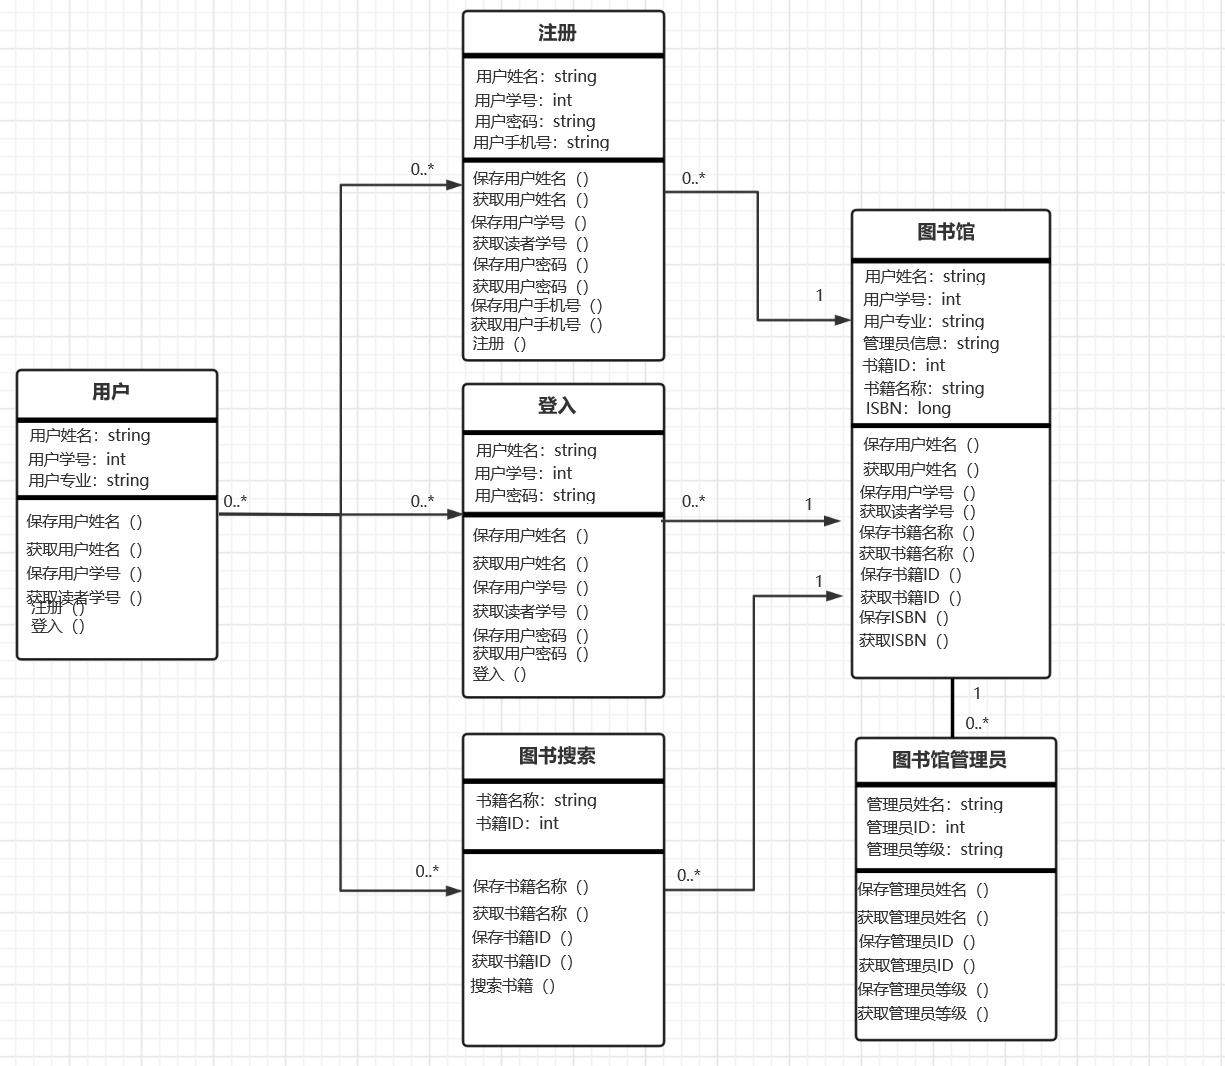 注册
用户姓名：string
用户学号：int
用户密码：string
用户手机号：string
保存用户姓名（）
获取用户姓名（）
保存用户学号（）
获取读者学号（）
保存用户密码（）
获取用户密码（）
保存用户手机号（）
获取用户手机号（）
注册（）
0..*
0..*
1
图书馆
用户姓名：string
用户学号：int
用户专业：string
管理员信息：string
书籍ID：int
书籍名称：string
ISBN：long
保存用户姓名（）
获取用户姓名（）
保存用户学号（）
获取读者学号（）
保存书籍名称（）
获取书籍名称（）
保存书籍ID（）
获取书籍ID（）
保存ISBN（）
获取ISBN（）
用户
用户姓名：string
用户学号：int
用户专业：string
保存用户姓名（）
获取用户姓名（）
保存用户学号（）
获取读者学号（）
注册（）
登入（）
0..*
0..*
登入
用户姓名：string
用户学号：int
用户密码：string
保存用户姓名（）
获取用户姓名（）
保存用户学号（）
获取读者学号（）
保存用户密码（）
获取用户密码（）
登入（）
0..*
1
1
1
0..*
图书搜索
书籍名称：string
书籍ID：int
保存书籍名称（）
获取书籍名称（）
保存书籍ID（）
获取书籍ID（）
搜索书籍（）
0..*
0..*
图书馆管理员
管理员姓名：string
管理员ID：int
管理员等级：string
保存管理员姓名（）
获取管理员姓名（）
保存管理员ID（）
获取管理员ID（）
保存管理员等级（）
获取管理员等级（）